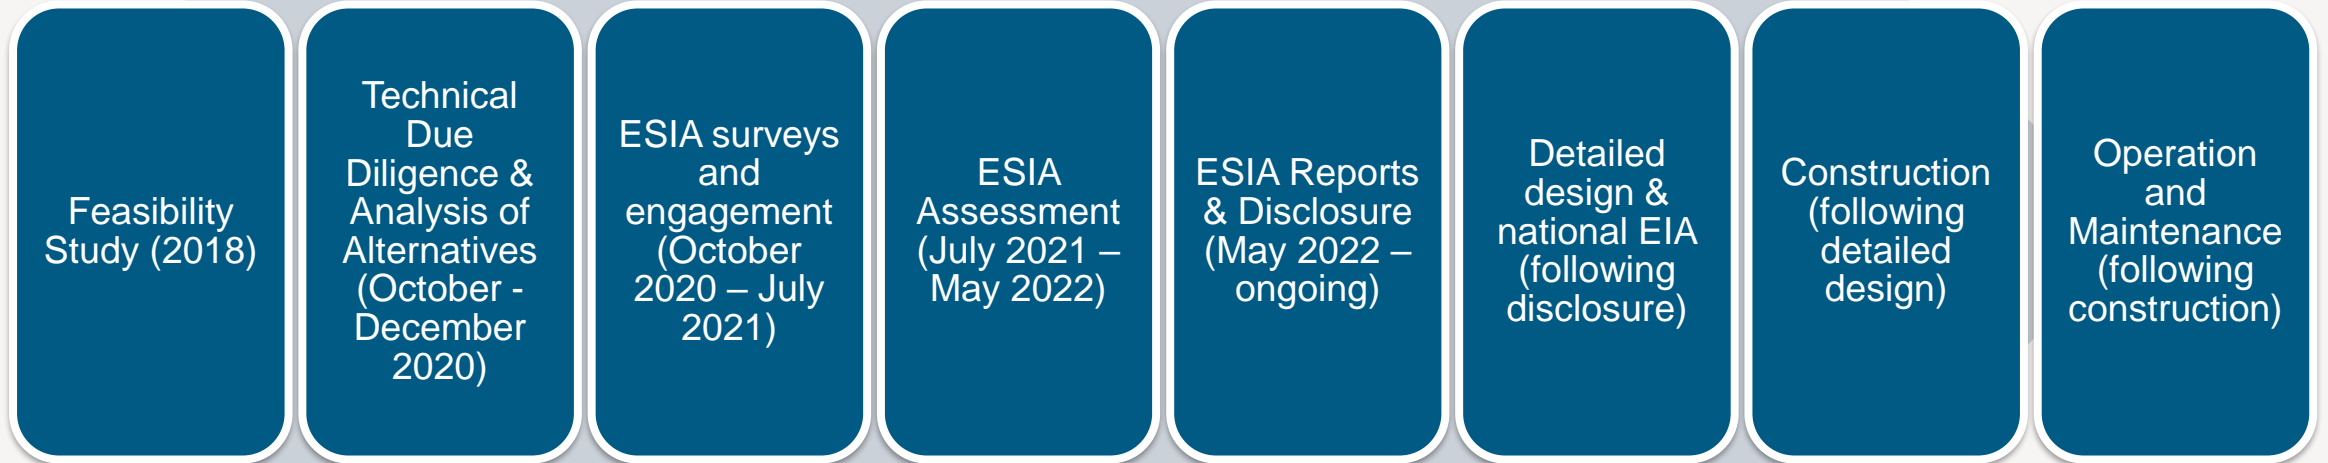 Feasibility
Study (2018)
Technical
Due
Diligence &
Analysis of
Alternatives
(October -
December
2020)
ESIA surveys
and
engagement
(October
2020 – July
2021)
ESIA
Assessment
(July 2021 –
May 2022)
ESIA Reports
& Disclosure
(May 2022 –
ongoing)
Detailed
design &
national EIA
(following
disclosure)
Construction
(following
detailed
design)
Operation
and
Maintenance
(following
construction)